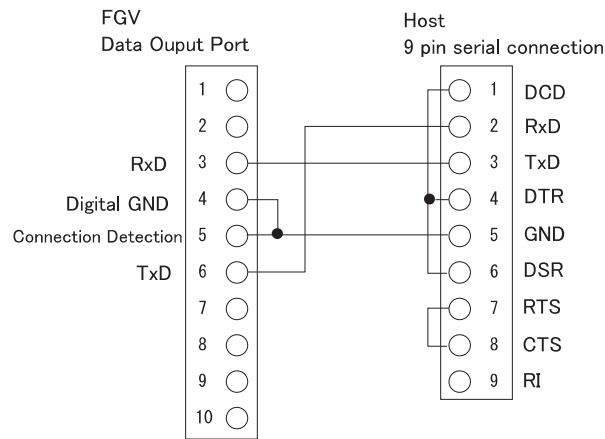 FGV
Data Ouput Port
Host
9 pin serial connection
1
2
RxD 3
Digital GND 4
Connection Detection 5
TxD 6
7
8
9
10
1 DCD
2 RxD
3 TxD
4 DTR
5 GND
6 DSR
7 RTS
8 CTS
9 RI